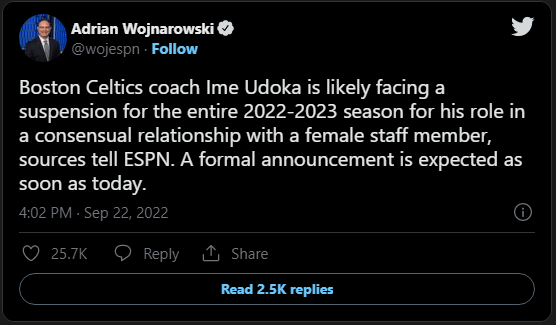 Adrian Wojnarowski
@wojespn · Follow
Boston Celtics coach Ime Udoka is likely facing a
suspension for the entire 2022-2023 season for his role in
a consensual relationship with a female staff member,
sources tell ESPN. A formal announcement is expected as
soon as today.
4:02 PM · Sep 22, 2022
25.7K Reply Share
Read 2.5K replies